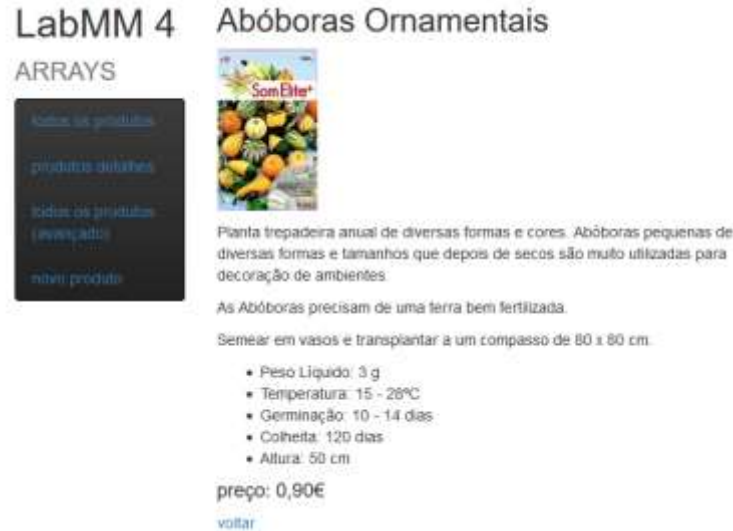 LabMM 4
ARRAYS
todos os produtos
produtos detalhes
todos os produtos
(avançado)
novo produto
Abóboras Ornamentais
SomElite+
Planta trepadeira anual de diversas formas e cores. Abóboras pequenas de
diversas formas e tamanhos que depois de secos são muito utilizadas para
decoração de ambientes.
As Abóboras precisam de uma terra bem fertilizada.
Semear em vasos e transplantar a um compasso de 80 x 80 cm.
Peso Líquido: 3 g
Temperatura: 15 - 28ºC
Germinação: 10 - 14 dias
Colheita: 120 dias
Altura: 50 cm
preço: 0,90€
voltar